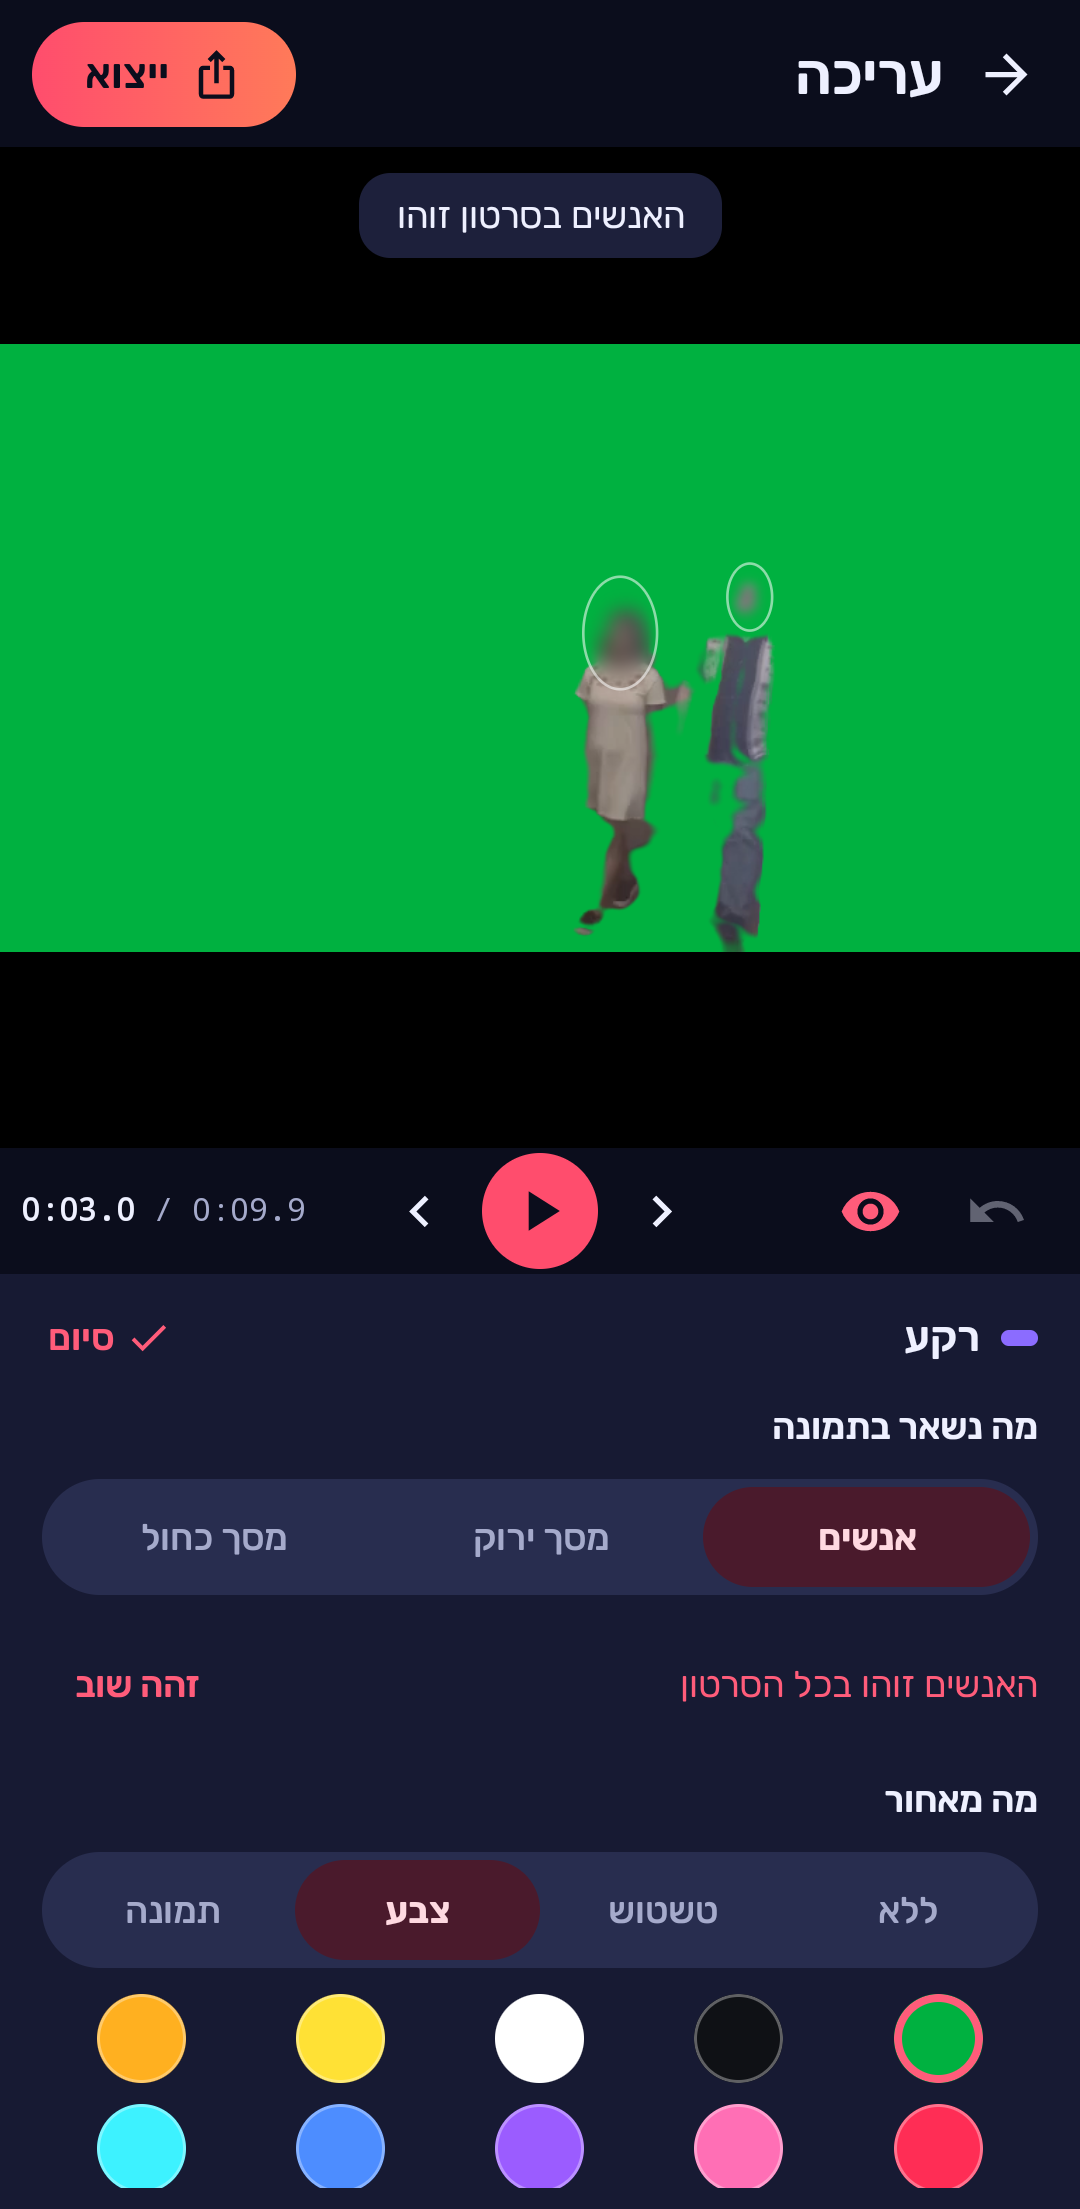 עריכה
ייצוא
האנשים בסרטון זוהו
0:03.0 / 0:09.9
רקע
סיום
מה נשאר בתמונה
אנשים
מסך ירוק
מסך כחול
האנשים זוהו בכל הסרטון
זהה שוב
מה מאחור
ללא
טשטוש
צבע
תמונה